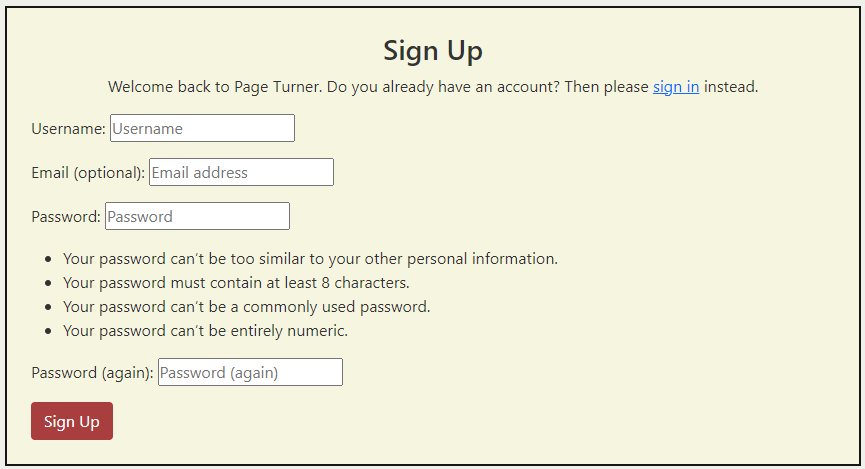 Sign Up
Welcome back to Page Turner. Do you already have an account? Then please sign in instead.
Username: Username
Email (optional): Email address
Password: Password
• Your password can't be too similar to your other personal information.
• Your password must contain at least 8 characters.
• Your password can't be a commonly used password.
• Your password can't be entirely numeric.
Password (again): Password (again)
Sign Up